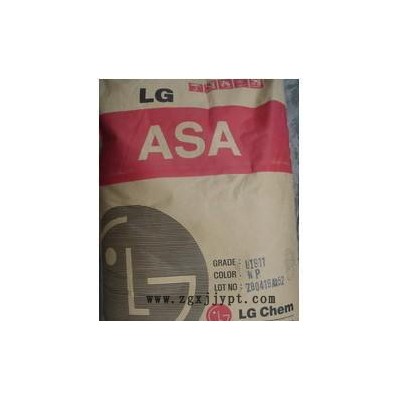 LG
ASA
GRADE :
COLOR : N P
LOT NO :
www.zgxjjypt.com
LG Chem